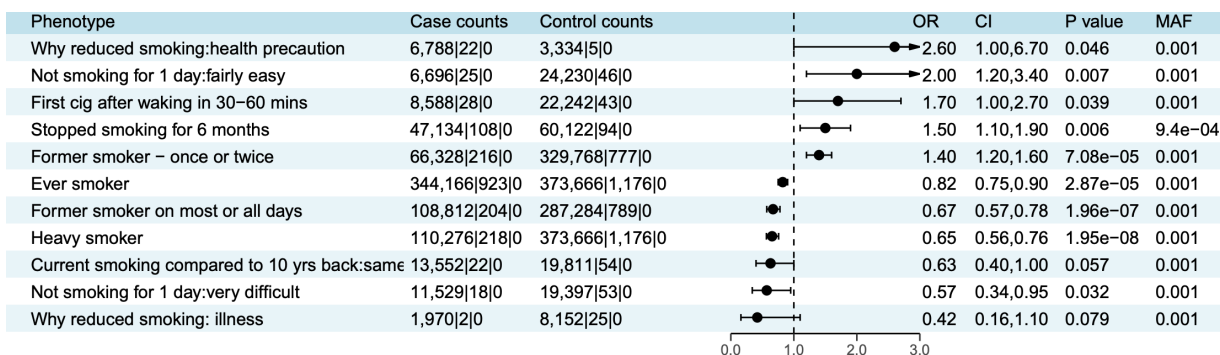 Phenotype Case counts Control counts OR CI P value MAF
Why reduced smoking:health precaution 6,788|22|0 3,334|5|0 2.60 1.00,6.70 0.046 0.001
Not smoking for 1 day:fairly easy 6,696|25|0 24,230|46|0 2.00 1.20,3.40 0.007 0.001
First cig after waking in 30−60 mins 8,588|28|0 22,242|43|0 1.70 1.00,2.70 0.039 0.001
Stopped smoking for 6 months 47,134|108|0 60,122|94|0 1.50 1.10,1.90 0.006 9.4e−04
Former smoker − once or twice 66,328|216|0 329,768|777|0 1.40 1.20,1.60 7.08e−05 0.001
Ever smoker 344,166|923|0 373,666|1,176|0 0.82 0.75,0.90 2.87e−05 0.001
Former smoker on most or all days 108,812|204|0 287,284|789|0 0.67 0.57,0.78 1.96e−07 0.001
Heavy smoker 110,276|218|0 373,666|1,176|0 0.65 0.56,0.76 1.95e−08 0.001
Current smoking compared to 10 yrs back:same 13,552|22|0 19,811|54|0 0.63 0.40,1.00 0.057 0.001
Not smoking for 1 day:very difficult 11,529|18|0 19,397|53|0 0.57 0.34,0.95 0.032 0.001
Why reduced smoking: illness 1,970|2|0 8,152|25|0 0.42 0.16,1.10 0.079 0.001
0.0 1.0 2.0 3.0